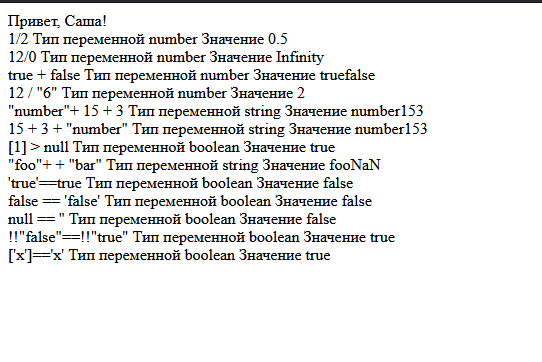 Привет, Саша!
1/2 Тип переменной number Значение 0.5
12/0 Тип переменной number Значение Infinity
true + false Тип переменной number Значение truefalse
12 / "6" Тип переменной number Значение 2
"number"+ 15 + 3 Тип переменной string Значение number153
15 + 3 + "number" Тип переменной string Значение number153
[1] > null Тип переменной boolean Значение true
"foo"+ + "bar" Тип переменной string Значение fooNaN
'true'==true Тип переменной boolean Значение false
false == 'false' Тип переменной boolean Значение false
null == '' Тип переменной boolean Значение false
!!"false"==!!"true" Тип переменной boolean Значение true
['x']=='x' Тип переменной boolean Значение true